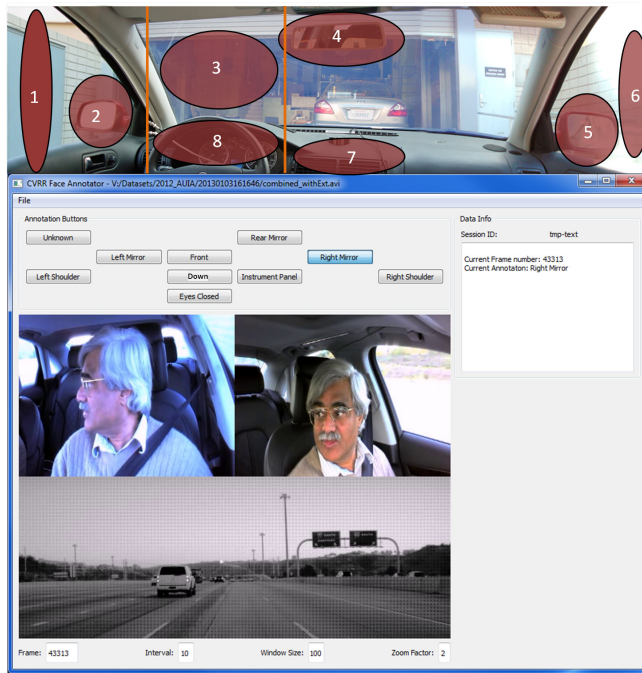 4
3
1
6
2
5
8
7
CVRR Face Annotator - V:/Datasets/2012_AUIA/20130103161646/combined_withExt.avi
File
Annotation Buttons
Data Info
Unknown
Rear Mirror
Session ID: tmp-text
Left Mirror
Front
Right Mirror
Current Frame number: 43313
Current Annotaton: Right Mirror
Left Shoulder
Down
Instrument Panel
Right Shoulder
Eyes Closed
Frame: 43313
Interval: 10
Window Size: 100
Zoom Factor: 2